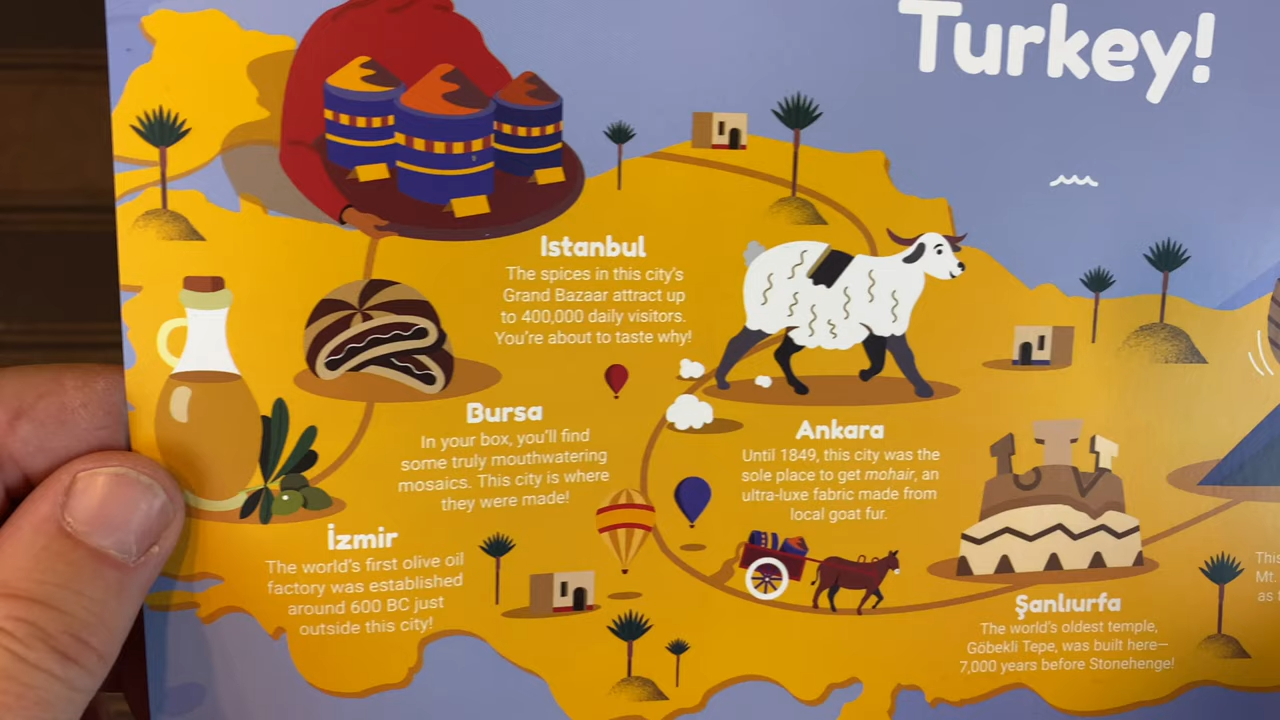 Turkey!
Istanbul
The spices in this city's
Grand Bazaar attract up
to 400,000 daily visitors.
You're about to taste why!
Bursa
In your box, you'll find
some truly mouthwatering
mosaics. This city is where
they were made!
Ankara
Until 1849, this city was the
sole place to get mohair, an
ultra-luxe fabric made from
local goat fur.
İzmir
The world's first olive oil
factory was established
around 600 BC just
outside this city!
Şanlıurfa
The world's oldest temple,
Göbekli Tepe, was built here—
7,000 years before Stonehenge!
This
Mt.
as